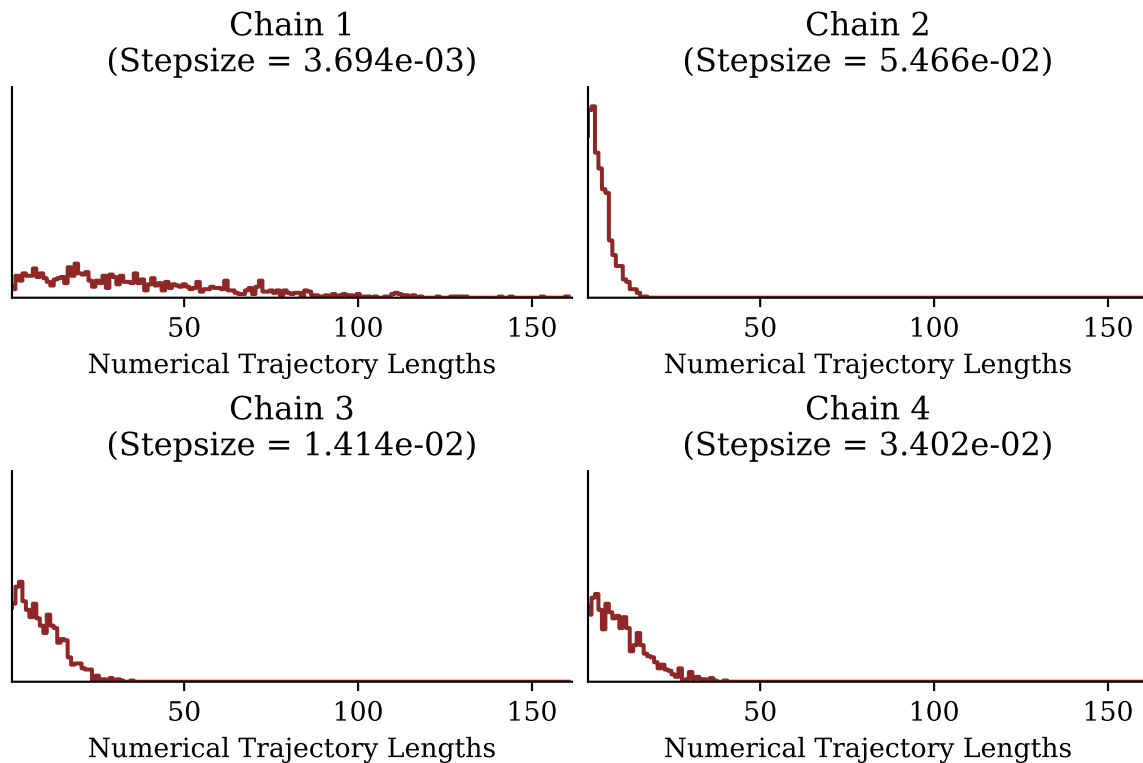 Chain 1
(Stepsize = 3.694e-03)
50 100 150
Numerical Trajectory Lengths
Chain 2
(Stepsize = 5.466e-02)
50 100 150
Numerical Trajectory Lengths
Chain 3
(Stepsize = 1.414e-02)
50 100 150
Numerical Trajectory Lengths
Chain 4
(Stepsize = 3.402e-02)
50 100 150
Numerical Trajectory Lengths